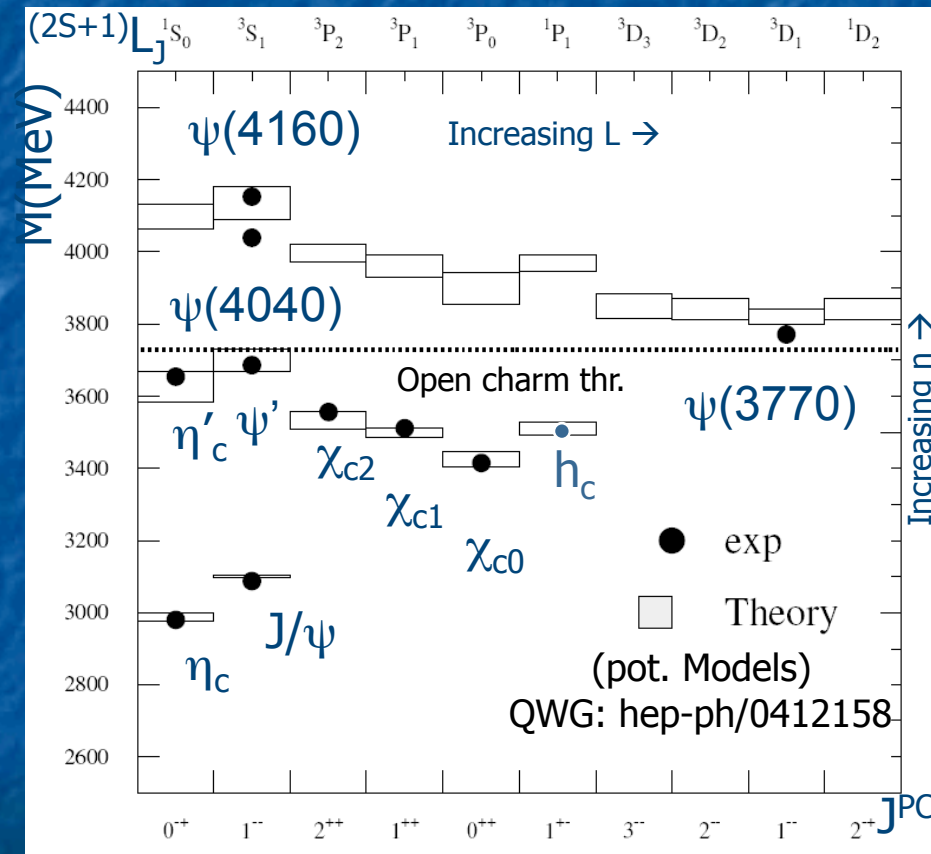 (2S+1)L_J ¹S₀ ³S₁ ³P₂ ³P₁ ³P₀ ¹P₁ ³D₃ ³D₂ ³D₁ ¹D₂
M(MeV)
4400
4200
4000
3800
3600
3400
3200
3000
2800
2600
ψ(4160)
Increasing L →
ψ(4040)
Open charm thr.
η′c ψ’
ψ(3770)
χc2
χc1
χc0
hc
Increasing n →
exp
J/ψ
Theory
ηc
(pot. Models)
QWG: hep-ph/0412158
0⁻⁺ 1⁻⁻ 2⁺⁺ 1⁺⁺ 0⁺⁺ 1⁺⁻ 3⁻⁻ 2⁻⁻ 1⁻⁻ 2⁻⁺ J^PC